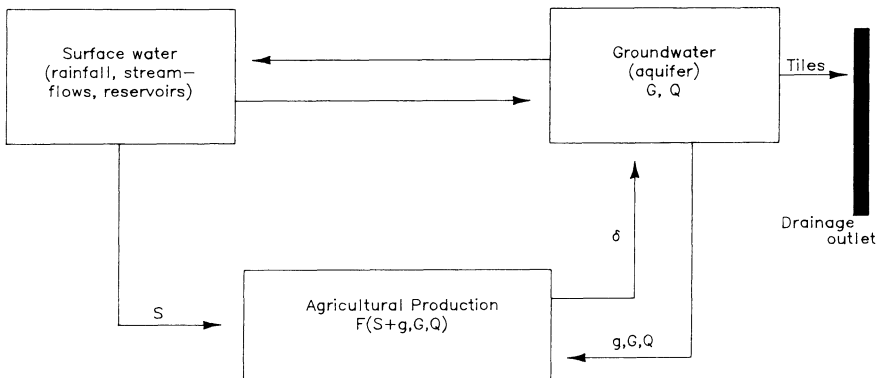 Surface water
(rainfall, stream-
flows, reservoirs)
Groundwater
(aquifer)
G, Q
Tiles
Drainage
outlet
δ
S
Agricultural Production
F(S+g,G,Q)
g,G,Q